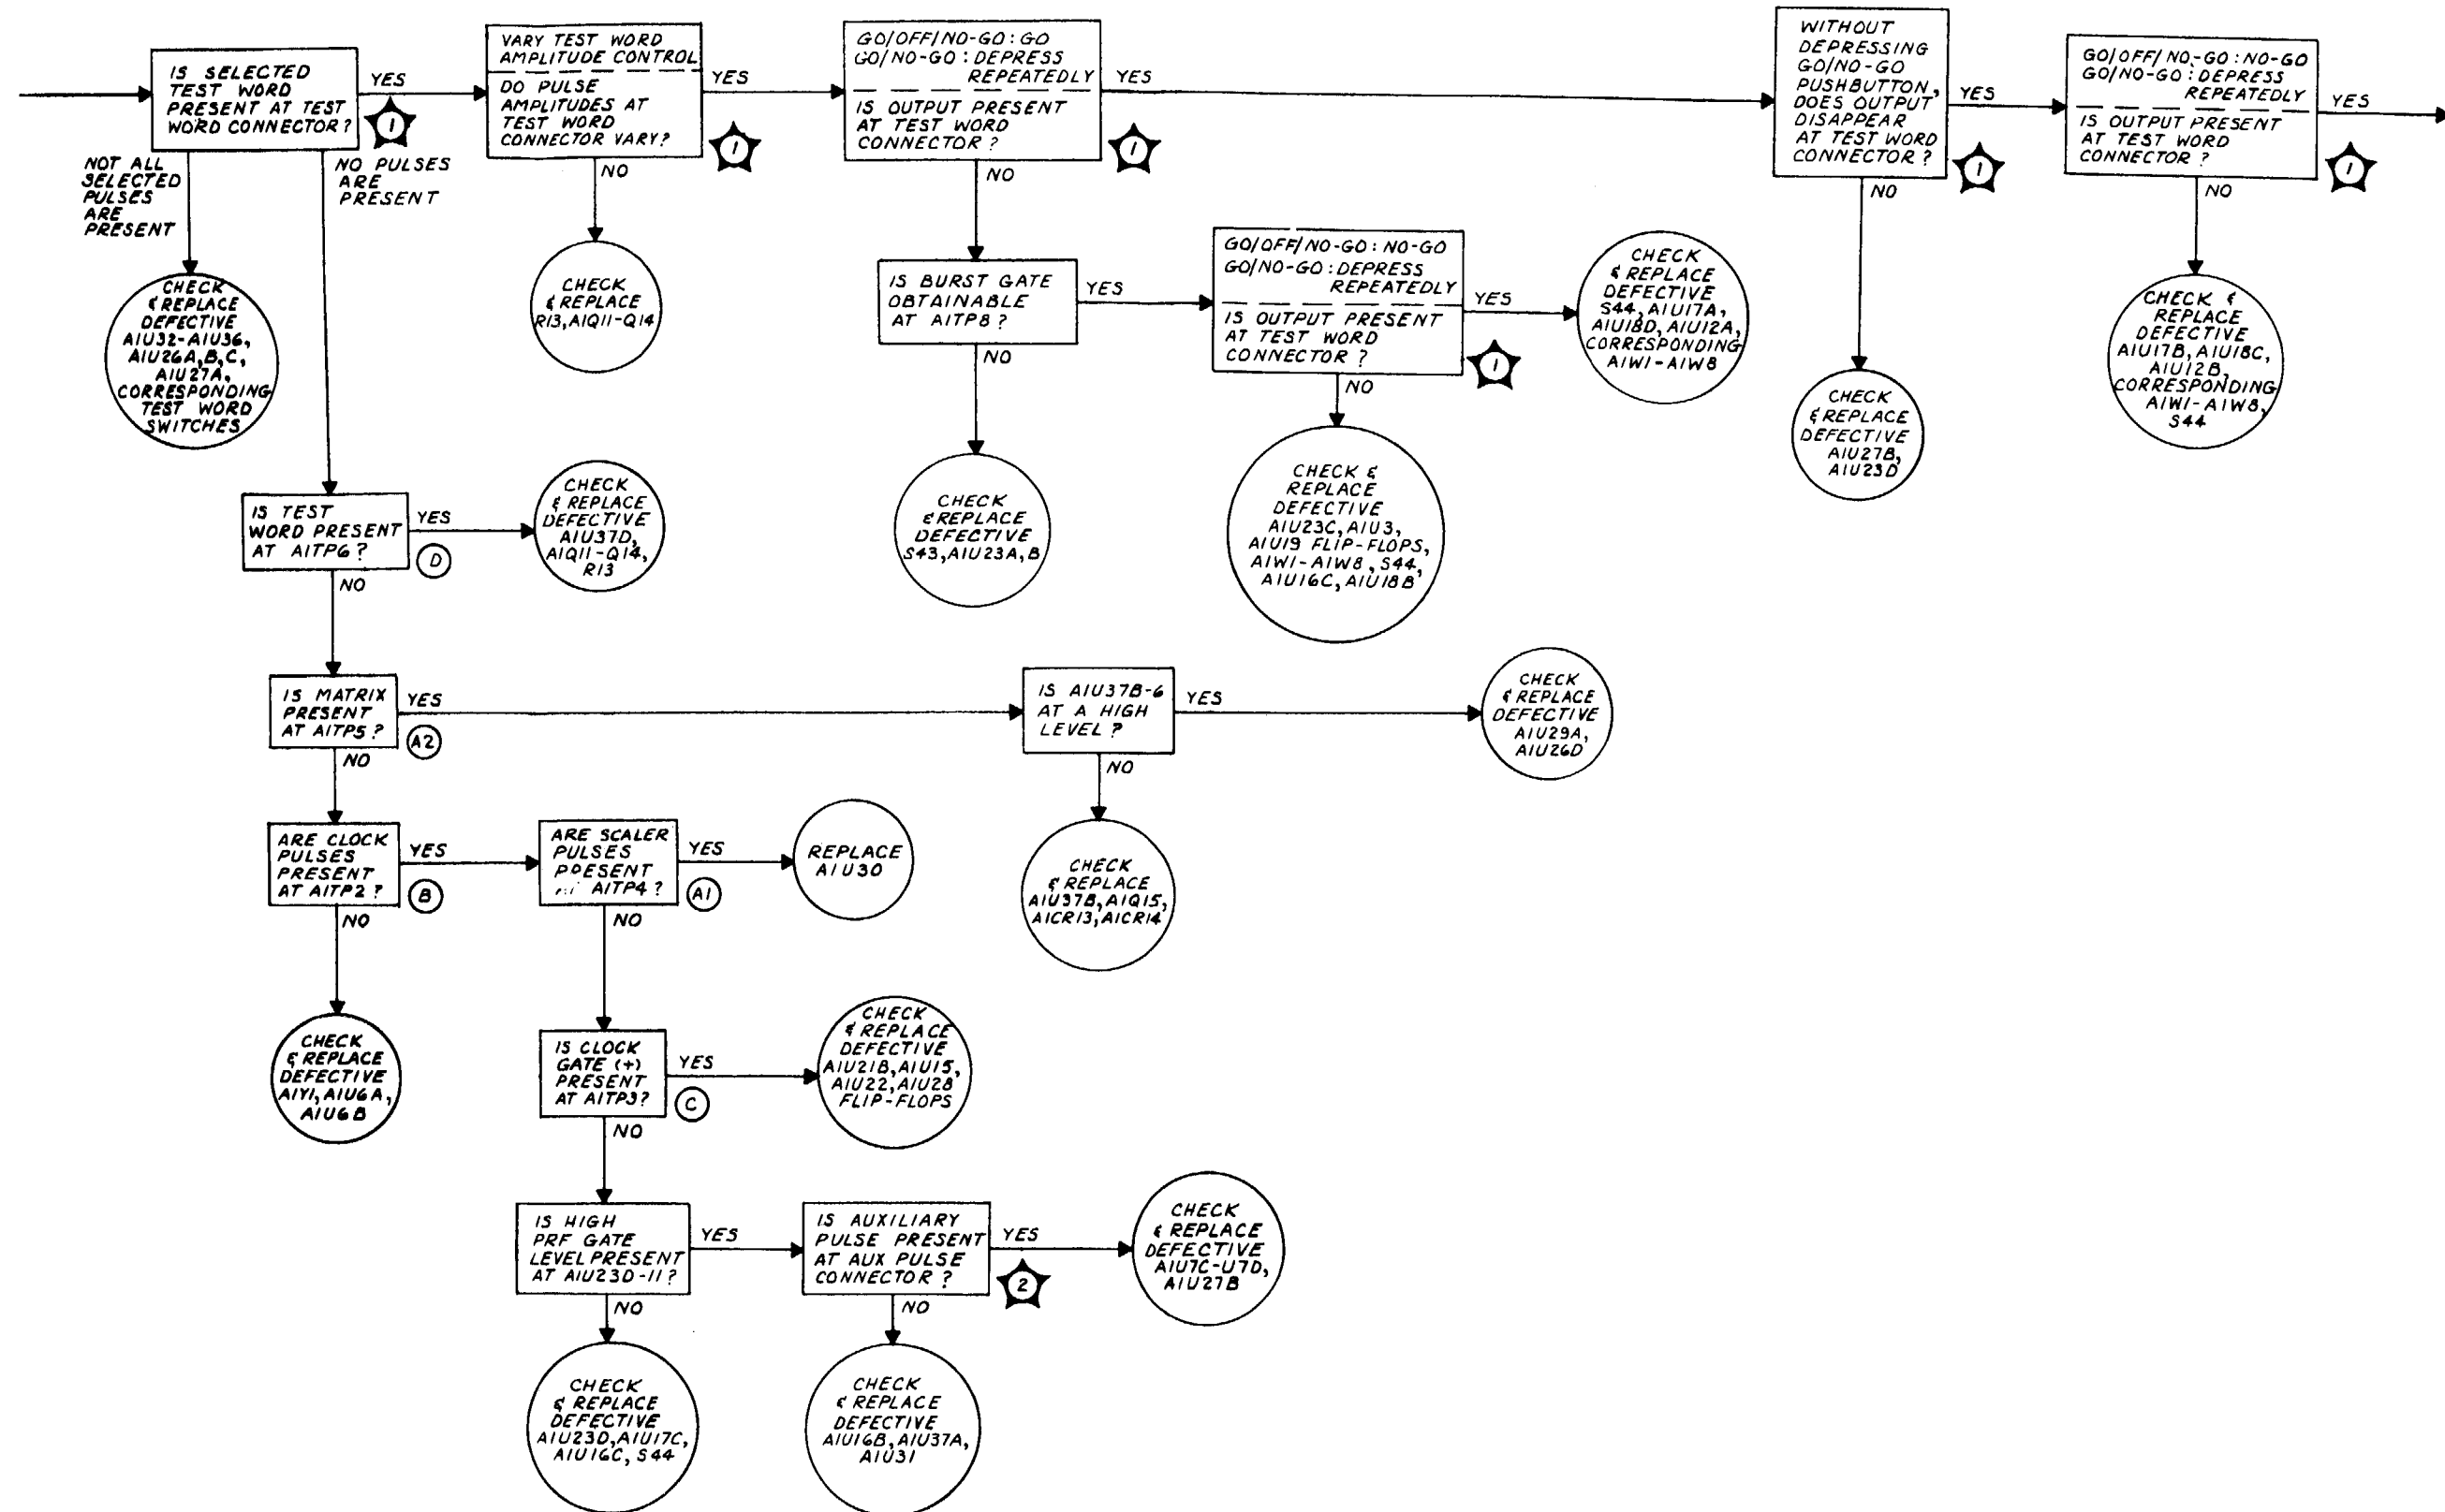 IS SELECTED
TEST WORD
PRESENT AT TEST
WORD CONNECTOR?
YES
1
NOT ALL
SELECTED
PULSES
ARE
PRESENT
NO PULSES
ARE
PRESENT
VARY TEST WORD
AMPLITUDE CONTROL
DO PULSE
AMPLITUDES AT
TEST WORD
CONNECTOR VARY?
YES
1
NO
GO/OFF/NO-GO: GO
GO/NO-GO: DEPRESS
REPEATEDLY
IS OUTPUT PRESENT
AT TEST WORD
CONNECTOR?
YES
1
NO
WITHOUT
DEPRESSING
GO/NO-GO
PUSHBUTTON,
DOES OUTPUT
DISAPPEAR
AT TEST WORD
CONNECTOR?
YES
1
NO
GO/OFF/NO-GO: NO-GO
GO/NO-GO: DEPRESS
REPEATEDLY
IS OUTPUT PRESENT
AT TEST WORD
CONNECTOR?
YES
1
NO
CHECK
& REPLACE
DEFECTIVE
A1U32-A1U36,
A1U26A,B,C,
A1U27A,
CORRESPONDING
TEST WORD
SWITCHES
CHECK
& REPLACE
R13,A1Q11-Q14
IS BURST GATE
OBTAINABLE
AT A1TP8?
YES
NO
GO/OFF/NO-GO: NO-GO
GO/NO-GO: DEPRESS
REPEATEDLY
IS OUTPUT PRESENT
AT TEST WORD
CONNECTOR?
YES
1
NO
CHECK
& REPLACE
DEFECTIVE
S44,A1U17A,
A1U18D,A1U12A,
CORRESPONDING
A1W1-A1W8
CHECK
& REPLACE
DEFECTIVE
A1U27B,
A1U23D
CHECK &
REPLACE
DEFECTIVE
A1U17B,A1U18C,
A1U12B,
CORRESPONDING
A1W1-A1W8,
S44
IS TEST
WORD PRESENT
AT A1TP6?
YES
D
NO
CHECK
& REPLACE
DEFECTIVE
A1U37D,
A1Q11-Q14,
R13
CHECK
& REPLACE
DEFECTIVE
S43,A1U23A,B
CHECK &
REPLACE
DEFECTIVE
A1U23C,A1U3,
A1U19 FLIP-FLOPS,
A1W1-A1W8,S44,
A1U16C,A1U18B
IS MATRIX
PRESENT
AT A1TP5?
YES
A2
NO
IS A1U37B-6
AT A HIGH
LEVEL?
YES
NO
CHECK
& REPLACE
DEFECTIVE
A1U29A,
A1U26D
ARE CLOCK
PULSES
PRESENT
AT A1TP2?
YES
B
NO
ARE SCALER
PULSES
PRESENT
AT A1TP4?
YES
A1
NO
REPLACE
A1U30
CHECK
& REPLACE
A1U37B,A1Q15,
A1CR13,A1CR14
CHECK
& REPLACE
DEFECTIVE
A1Y1,A1U6A,
A1U6B
IS CLOCK
GATE (+)
PRESENT
AT A1TP3?
YES
C
NO
CHECK
& REPLACE
DEFECTIVE
A1U21B,A1U15,
A1U22,A1U28
FLIP-FLOPS
IS HIGH
PRF GATE
LEVEL PRESENT
AT A1U23D-11?
YES
NO
IS AUXILIARY
PULSE PRESENT
AT AUX PULSE
CONNECTOR?
YES
2
NO
CHECK
& REPLACE
DEFECTIVE
A1U7C-U7D,
A1U27B
CHECK
& REPLACE
DEFECTIVE
A1U23D,A1U17C,
A1U16C, S44
CHECK
& REPLACE
DEFECTIVE
A1U16B,A1U37A,
A1U31